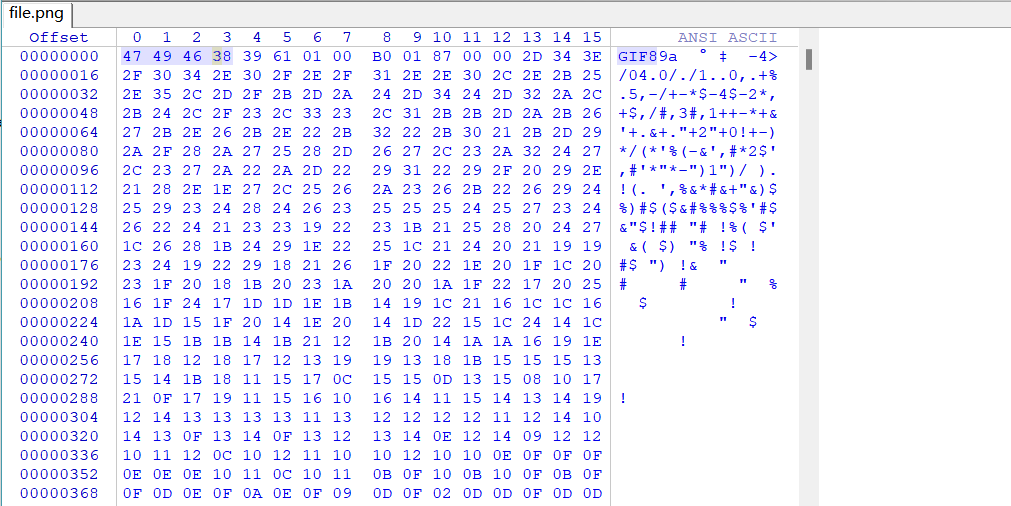 file.png
Offset 0 1 2 3 4 5 6 7 8 9 10 11 12 13 14 15 ANSI ASCII
00000000 47 49 46 38 39 61 01 00 B0 01 87 00 00 2D 34 3E GIF89a ° ‡ -4>
00000016 2F 30 34 2E 30 2F 2E 2F 31 2E 2E 30 2C 2E 2B 25 /04.0/./1..0,.+%
00000032 2E 35 2C 2D 2F 2B 2D 2A 24 2D 34 24 2D 32 2A 2C .5,-/+-*$-4$-2*,
00000048 2B 24 2C 2F 23 2C 33 23 2C 31 2B 2B 2D 2A 2B 26 +$,/#,3#,1++-*+&
00000064 27 2B 2E 26 2B 2E 22 2B 32 22 2B 30 21 2B 2D 29 '+.&+."+2"+0!+-)
00000080 2A 2F 28 2A 27 25 28 2D 26 27 2C 23 2A 32 24 27 */(*'%(-&',#*2$'
00000096 2C 23 27 2A 22 2A 2D 22 29 31 22 29 2F 20 29 2E ,#'*"*-")1")/ ).
00000112 21 28 2E 1E 27 2C 25 26 2A 23 26 2B 22 26 29 24 !(. ',%&*#&+"&)$
00000128 25 29 23 24 28 24 26 23 25 25 25 24 25 27 23 24 %)#$($&#%%%$%'#$
00000144 26 22 24 21 23 23 19 22 23 1B 21 25 28 20 24 27 &"$!## "# !%( $'
00000160 1C 26 28 1B 24 29 1E 22 25 1C 21 24 20 21 19 19 &( $) "% !$ !
00000176 23 24 19 22 29 18 21 26 1F 20 22 1E 20 1F 1C 20 #$ ") !& "
00000192 23 1F 20 18 1B 20 23 1A 20 20 1A 1F 22 17 20 25 # # " %
00000208 16 1F 24 17 1D 1D 1E 1B 14 19 1C 21 16 1C 1C 16 $ !
00000224 1A 1D 15 1F 20 14 1E 20 14 1D 22 15 1C 24 14 1C " $
00000240 1E 15 1B 1B 14 1B 21 12 1B 20 14 1A 1A 16 19 1E !
00000256 17 18 12 18 17 12 13 19 19 13 18 1B 15 15 15 13
00000272 15 14 1B 18 11 15 17 0C 15 15 0D 13 15 08 10 17
00000288 21 0F 17 19 11 15 16 10 16 14 11 15 14 13 14 19 !
00000304 12 14 13 13 13 13 11 13 12 12 12 12 11 12 14 10
00000320 14 13 0F 13 14 0F 13 12 13 14 0E 12 14 09 12 12
00000336 10 11 12 0C 10 12 11 10 10 12 10 10 0E 0F 0F 0F
00000352 0E 0E 0E 10 11 0C 10 11 0B 0F 10 0B 10 0F 0B 0F
00000368 0F 0D 0E 0F 0A 0E 0F 09 0D 0F 02 0D 0D 0F 0D 0D